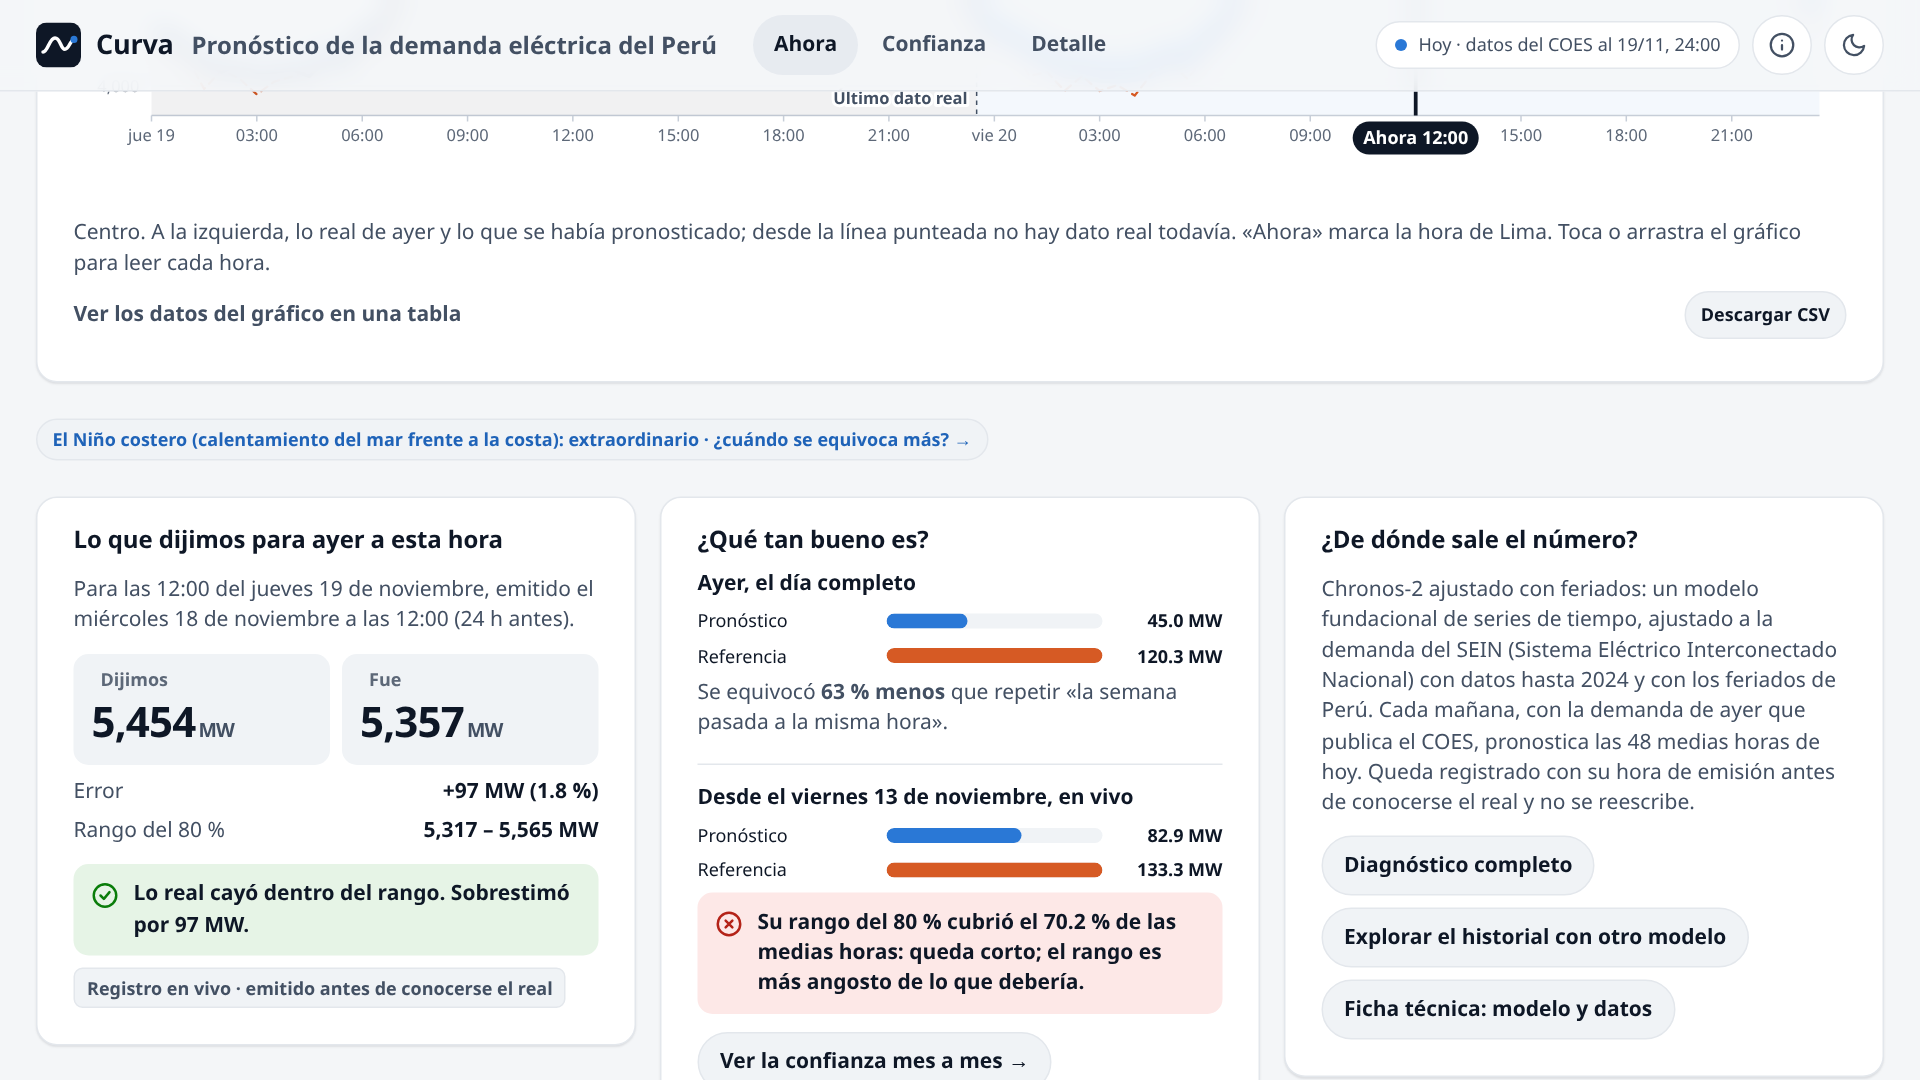 Curva Pronóstico de la demanda eléctrica del Perú Ahora Confianza Detalle Hoy · datos del COES al 19/11, 24:00
Último dato real
jue 19 03:00 06:00 09:00 12:00 15:00 18:00 21:00 vie 20 03:00 06:00 09:00 Ahora 12:00 15:00 18:00 21:00
Centro. A la izquierda, lo real de ayer y lo que se había pronosticado; desde la línea punteada no hay dato real todavía. «Ahora» marca la hora de Lima. Toca o arrastra el gráfico
para leer cada hora.
Ver los datos del gráfico en una tabla Descargar CSV
El Niño costero (calentamiento del mar frente a la costa): extraordinario · ¿cuándo se equivoca más? →
Lo que dijimos para ayer a esta hora
Para las 12:00 del jueves 19 de noviembre, emitido el
miércoles 18 de noviembre a las 12:00 (24 h antes).
Dijimos Fue
5,454 MW 5,357 MW
Error +97 MW (1.8 %)
Rango del 80 % 5,317 – 5,565 MW
Lo real cayó dentro del rango. Sobrestimó
por 97 MW.
Registro en vivo · emitido antes de conocerse el real
¿Qué tan bueno es?
Ayer, el día completo
Pronóstico 45.0 MW
Referencia 120.3 MW
Se equivocó 63 % menos que repetir «la semana
pasada a la misma hora».
Desde el viernes 13 de noviembre, en vivo
Pronóstico 82.9 MW
Referencia 133.3 MW
Su rango del 80 % cubrió el 70.2 % de las
medias horas: queda corto; el rango es
más angosto de lo que debería.
Ver la confianza mes a mes →
¿De dónde sale el número?
Chronos-2 ajustado con feriados: un modelo
fundacional de series de tiempo, ajustado a la
demanda del SEIN (Sistema Eléctrico Interconectado
Nacional) con datos hasta 2024 y con los feriados de
Perú. Cada mañana, con la demanda de ayer que
publica el COES, pronostica las 48 medias horas de
hoy. Queda registrado con su hora de emisión antes
de conocerse el real y no se reescribe.
Diagnóstico completo
Explorar el historial con otro modelo
Ficha técnica: modelo y datos